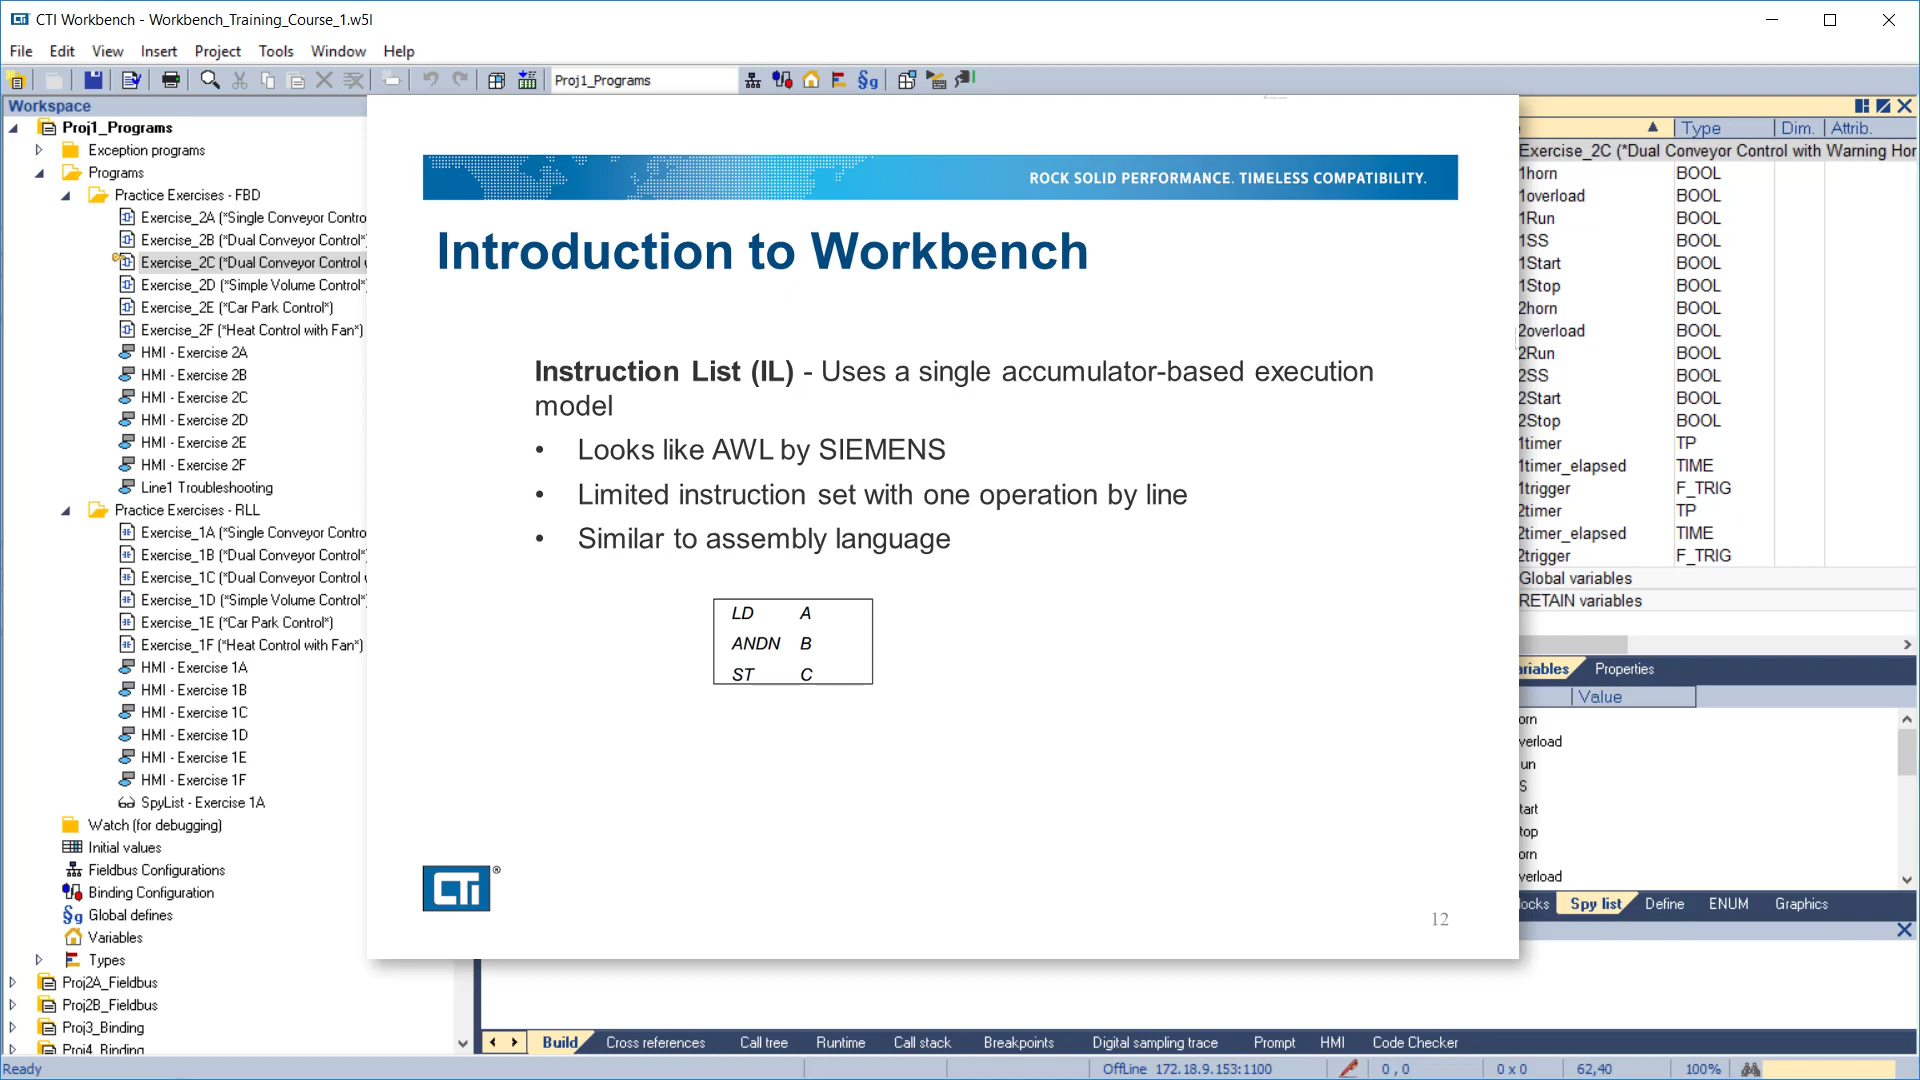 CTI Workbench - Workbench_Training_Course_1.w5l
File Edit View Insert Project Tools Window Help
Proj1_Programs
Workspace
Proj1_Programs
Exception programs
Programs
Practice Exercises - FBD
Exercise_2A (*Single Conveyor Contro
Exercise_2B (*Dual Conveyor Control*)
Exercise_2C (*Dual Conveyor Control
Exercise_2D (*Simple Volume Control*)
Exercise_2E (*Car Park Control*)
Exercise_2F (*Heat Control with Fan*)
HMI - Exercise 2A
HMI - Exercise 2B
HMI - Exercise 2C
HMI - Exercise 2D
HMI - Exercise 2E
HMI - Exercise 2F
Line1 Troubleshooting
Practice Exercises - RLL
Exercise_1A (*Single Conveyor Contro
Exercise_1B (*Dual Conveyor Control*)
Exercise_1C (*Dual Conveyor Control
Exercise_1D (*Simple Volume Control*)
Exercise_1E (*Car Park Control*)
Exercise_1F (*Heat Control with Fan*)
HMI - Exercise 1A
HMI - Exercise 1B
HMI - Exercise 1C
HMI - Exercise 1D
HMI - Exercise 1E
HMI - Exercise 1F
SpyList - Exercise 1A
Watch (for debugging)
Initial values
Fieldbus Configurations
Binding Configuration
Global defines
Variables
Types
Proj2A_Fieldbus
Proj2B_Fieldbus
Proj3_Binding
Proj4_Binding
ROCK SOLID PERFORMANCE. TIMELESS COMPATIBILITY.
Introduction to Workbench
Instruction List (IL) - Uses a single accumulator-based execution
model
• Looks like AWL by SIEMENS
• Limited instruction set with one operation by line
• Similar to assembly language
LD A
ANDN B
ST C
CTi ®
12
Type Dim. Attrib.
Exercise_2C (*Dual Conveyor Control with Warning Hor
1horn BOOL
1overload BOOL
1Run BOOL
1SS BOOL
1Start BOOL
1Stop BOOL
2horn BOOL
2overload BOOL
2Run BOOL
2SS BOOL
2Start BOOL
2Stop BOOL
1timer TP
1timer_elapsed TIME
1trigger F_TRIG
2timer TP
2timer_elapsed TIME
2trigger F_TRIG
Global variables
RETAIN variables
ariables Properties
Value
orn
verload
un
S
tart
top
orn
verload
locks Spy list Define ENUM Graphics
Build Cross references Call tree Runtime Call stack Breakpoints Digital sampling trace Prompt HMI Code Checker
Ready OffLine 172.18.9.153:1100 0 , 0 0 x 0 62,40 100%